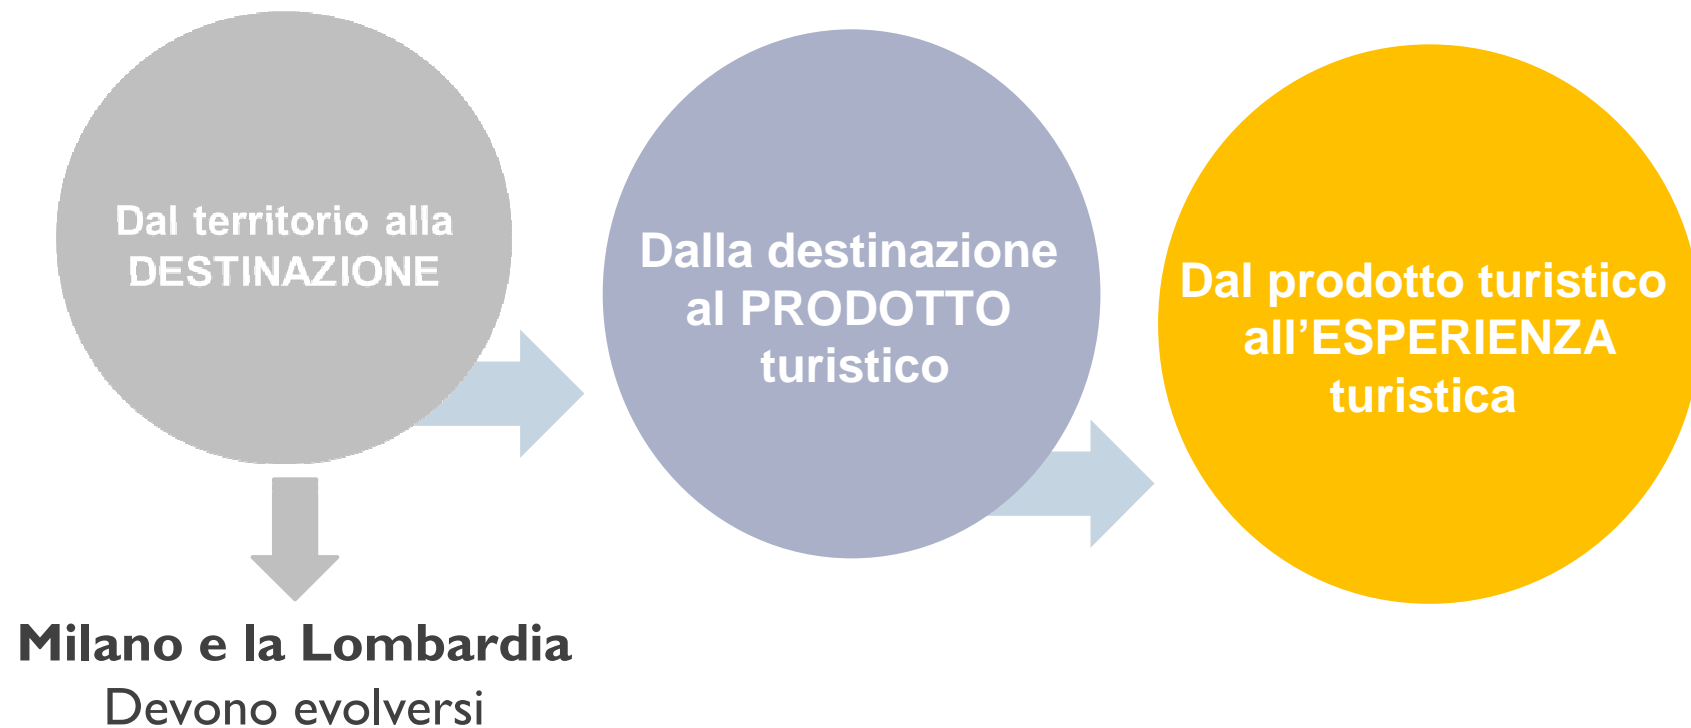 Dal territorio alla
DESTINAZIONE
Dalla destinazione
al PRODOTTO
turistico
Dal prodotto turistico
all’ESPERIENZA
turistica
Milano e la Lombardia
Devono evolversi